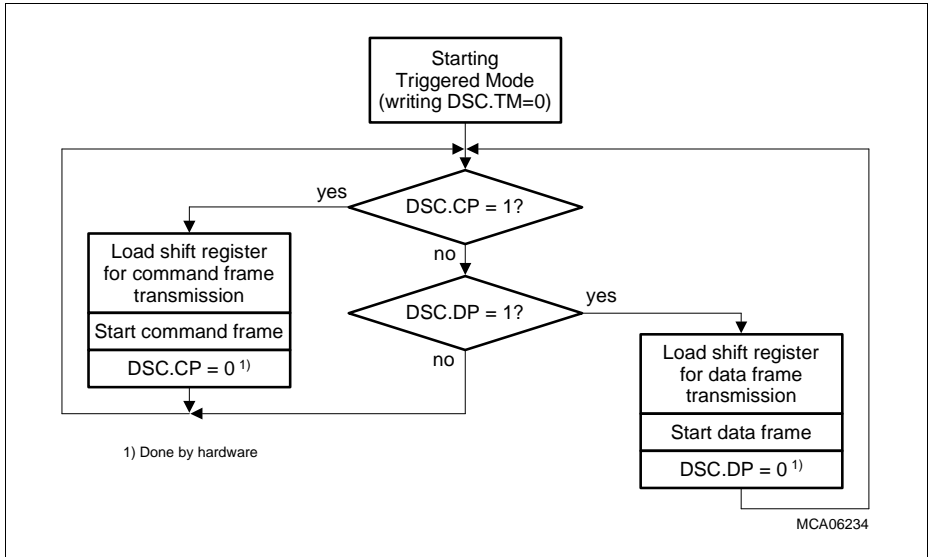 Starting
Triggered Mode
(writing DSC.TM=0)
yes
DSC.CP = 1?
Load shift register
for command frame
transmission
Start command frame
DSC.CP = 0 1)
no
DSC.DP = 1?
yes
no
Load shift register
for data frame
transmission
Start data frame
DSC.DP = 0 1)
1) Done by hardware
MCA06234